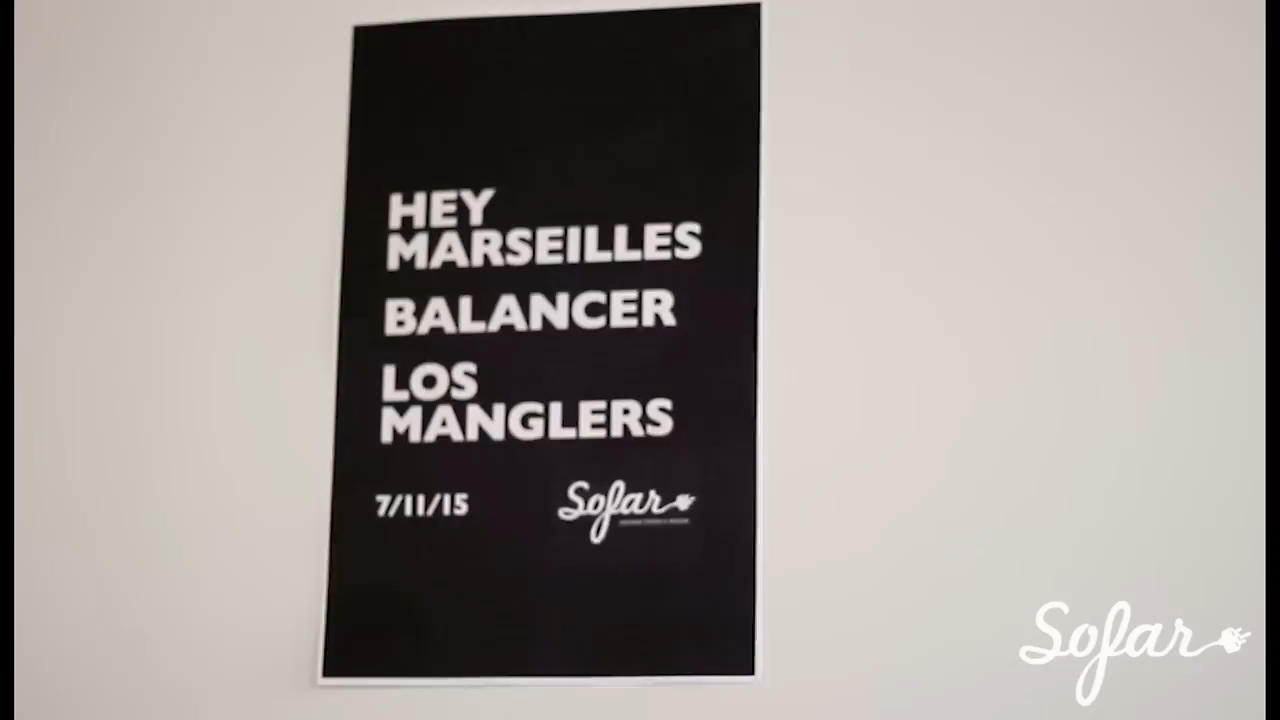 HEY
MARSEILLES
BALANCER
LOS
MANGLERS
7/11/15
Sofar
Sofar